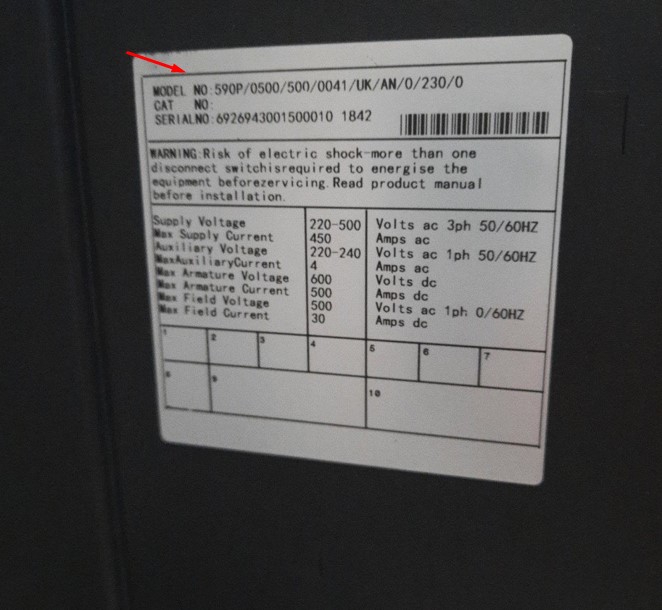 MODEL NO:590P/0500/500/0041/UK/AN/0/230/0
CAT NO:
SERIALNO:6926943001500010 1842
WARNING:Risk of electric shock-more than one
disconnect switchisrequired to energise the
equipment beforezervicing.Read product manual
before installation.
Supply Voltage 220-500 Volts ac 3ph 50/60HZ
Max Supply Current 450 Amps ac
Auxiliary Voltage 220-240 Volts ac 1ph 50/60HZ
MaxAuxiliaryCurrent 4 Amps ac
Max Armature Voltage 600 Volts dc
Max Armature Current 500 Amps dc
Max Field Voltage 500 Volts ac 1ph 0/60HZ
Max Field Current 30 Amps dc
1 2 3 4 5 6 7
8 9 10